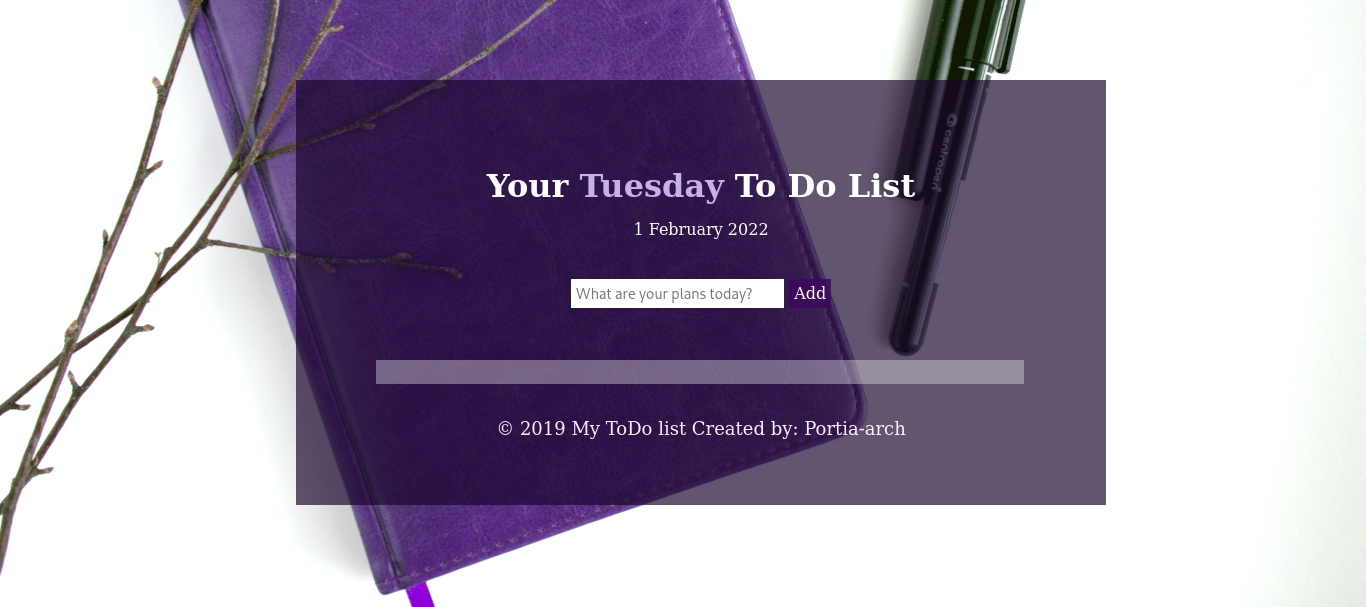 Your Tuesday To Do List
centropen
1 February 2022
What are your plans today? Add
© 2019 My ToDo list Created by: Portia-arch